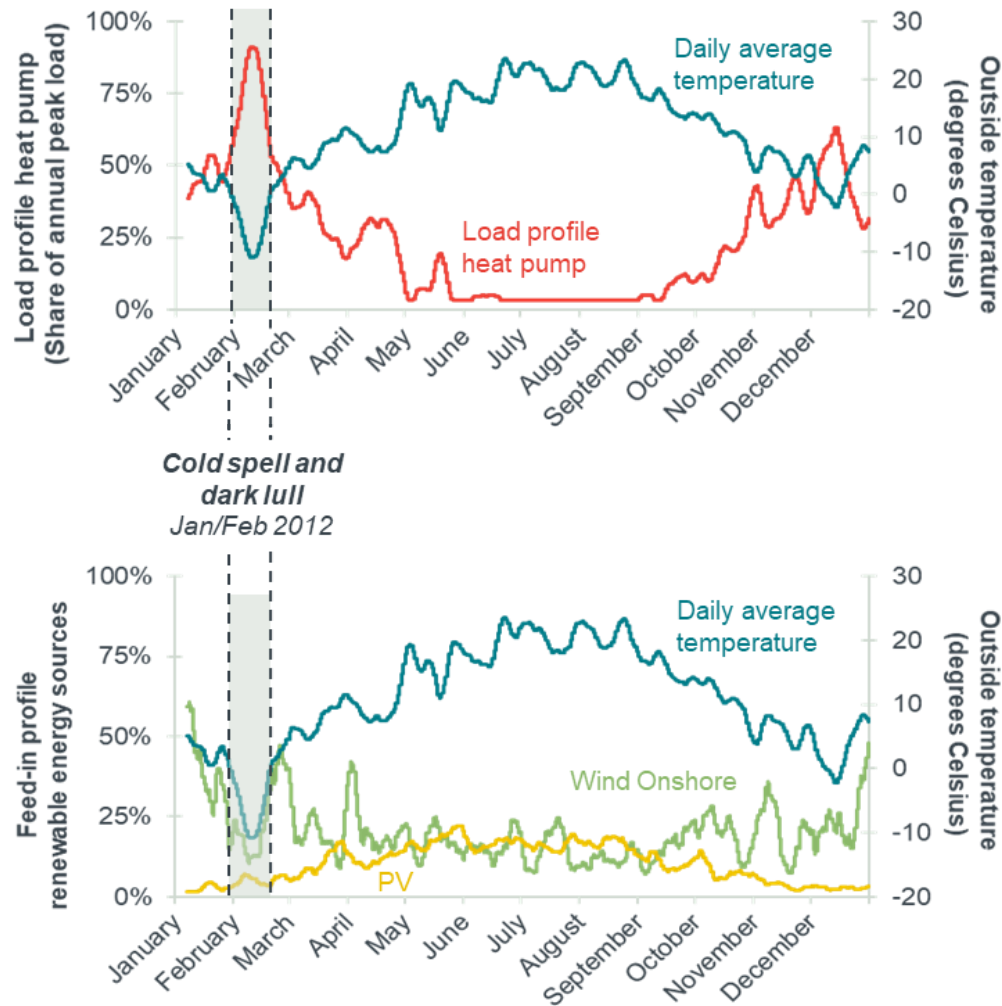 Load profile heat pump
(Share of annual peak load)
100%
75%
50%
25%
0%
Daily average
temperature
Load profile
heat pump
30
20
10
0
-10
-20
Outside temperature
(degrees Celsius)
January
February
March
April
May
June
July
August
September
October
November
December
Cold spell and
dark lull
Jan/Feb 2012
Feed-in profile
renewable energy sources
100%
75%
50%
25%
0%
Daily average
temperature
Wind Onshore
PV
30
20
10
0
-10
-20
Outside temperature
(degrees Celsius)
January
February
March
April
May
June
July
August
September
October
November
December